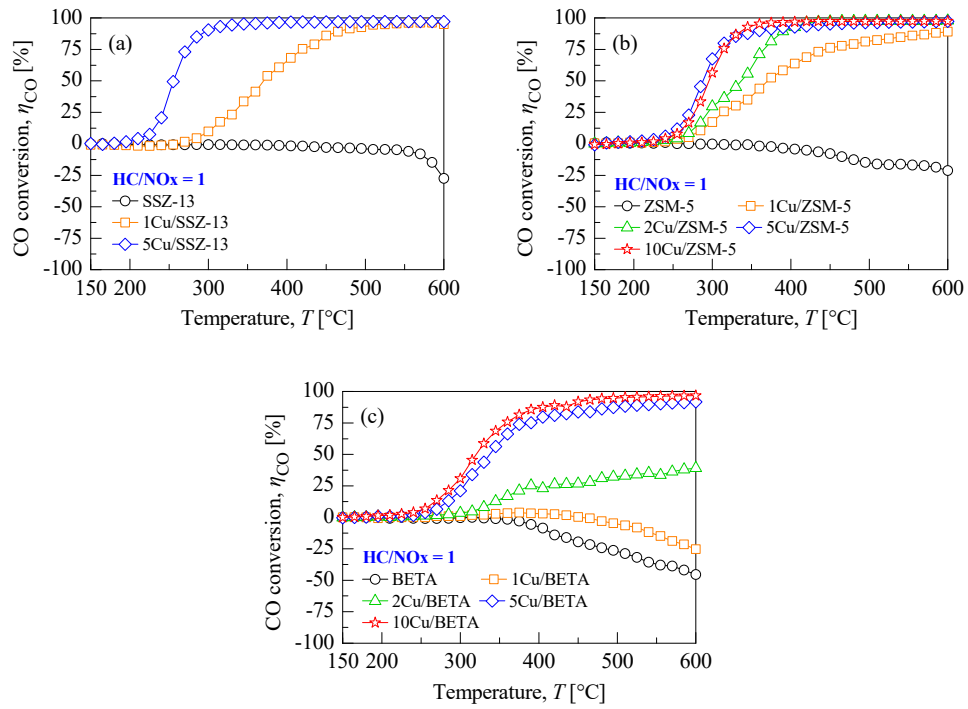 (a)
CO conversion, ηCO [%]
100
75
50
25
0
-25
-50
-75
-100
HC/NOx = 1
SSZ-13
1Cu/SSZ-13
5Cu/SSZ-13
150 200 300 400 500 600
Temperature, T [°C]
(b)
CO conversion, ηCO [%]
100
75
50
25
0
-25
-50
-75
-100
HC/NOx = 1
ZSM-5 1Cu/ZSM-5
2Cu/ZSM-5 5Cu/ZSM-5
10Cu/ZSM-5
150 200 300 400 500 600
Temperature, T [°C]
(c)
CO conversion, ηCO [%]
100
75
50
25
0
-25
-50
-75
-100
HC/NOx = 1
BETA 1Cu/BETA
2Cu/BETA 5Cu/BETA
10Cu/BETA
150 200 300 400 500 600
Temperature, T [°C]